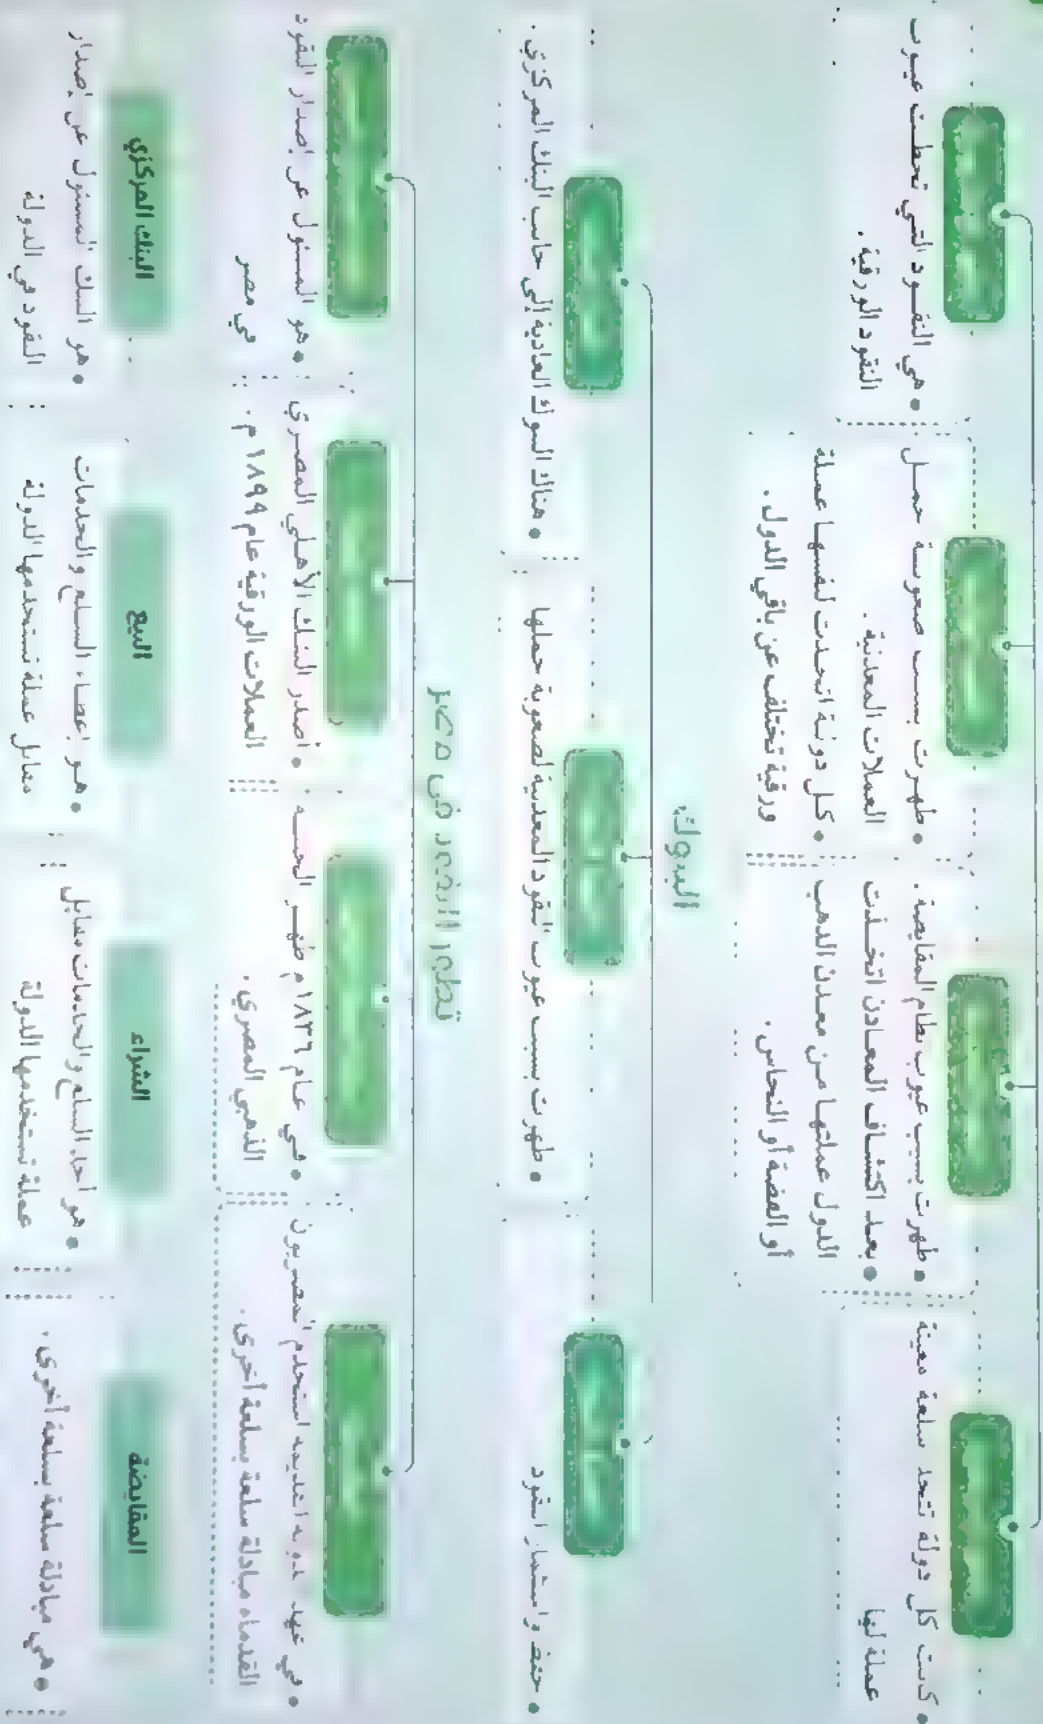 كانت كل دولة تتخذ سلعة معينة
عملة لها
ظهرت بسبب عيوب نظام المقايضة.
بعد اكتشاف المعادن اتخذت
الدول عملتها من معدن الذهب
أو الفضة أو النحاس.
ظهرت بسبب صعوبة حمل
العملات المعدنية.
كل دولة اتخذت لنفسها عملة
ورقية تختلف عن باقي الدول.
هي النقود التي تخطت عيوب
النقود الورقية.
البنوك
حفظ واستثمار النقود
ظهرت بسبب عيوب النقود المعدنية لصعوبة حملها
هناك البنوك العادية إلى جانب البنك المركزي.
تطور النقود في مصر
في عهد الدولة القديمة استخدم المصريون
القدماء مبادلة سلعة بسلعة أخرى.
في عام ١٨٣٦ م ظهر الجنيه
الذهبي المصري.
أصدر البنك الأهلي المصري
العملات الورقية عام ١٨٩٩ م.
هو المسئول عن إصدار النقود
في مصر
المقايضة
هي مبادلة سلعة بسلعة أخرى.
الشراء
هو أخذ السلع والخدمات مقابل
عملة تستخدمها الدولة
البيع
هو إعطاء السلع والخدمات
مقابل عملة تستخدمها الدولة
البنك المركزي
هو البنك المسئول عن إصدار
النقود في الدولة